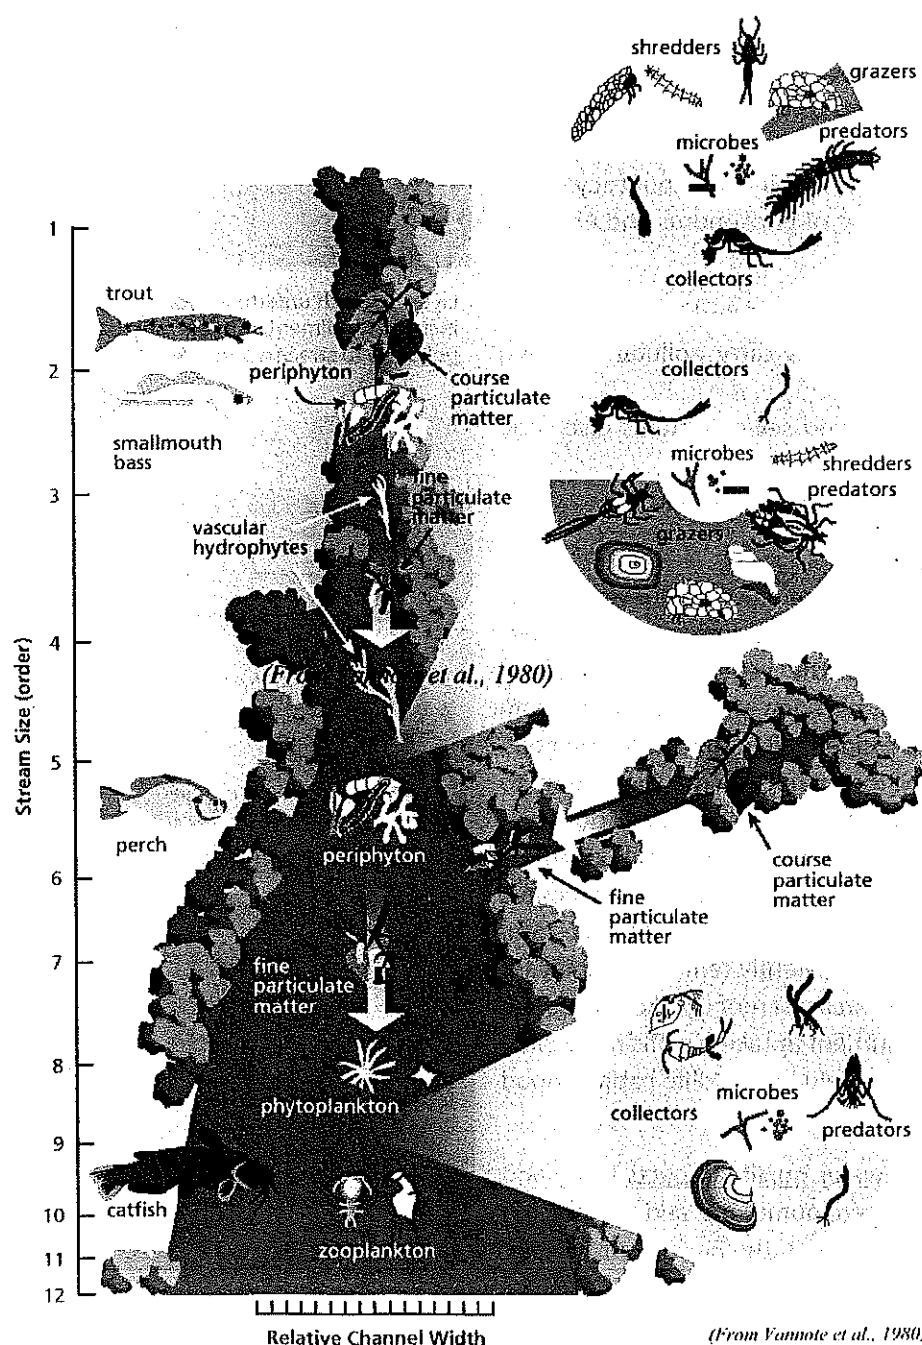 shredders
grazers
predators
microbes
collectors
1
trout
2
periphyton
course
particulate
matter
smallmouth
bass
collectors
microbes
shredders
predators
grazers
3
fine
particulate
matter
vascular
hydrophytes
4
(From Vannote et al., 1980)
Stream Size (order)
5
perch
periphyton
course
particulate
matter
6
fine
particulate
matter
7
fine
particulate
matter
8
phytoplankton
microbes
collectors
predators
9
catfish
10
zooplankton
11
12
Relative Channel Width
(From Vannote et al., 1980)